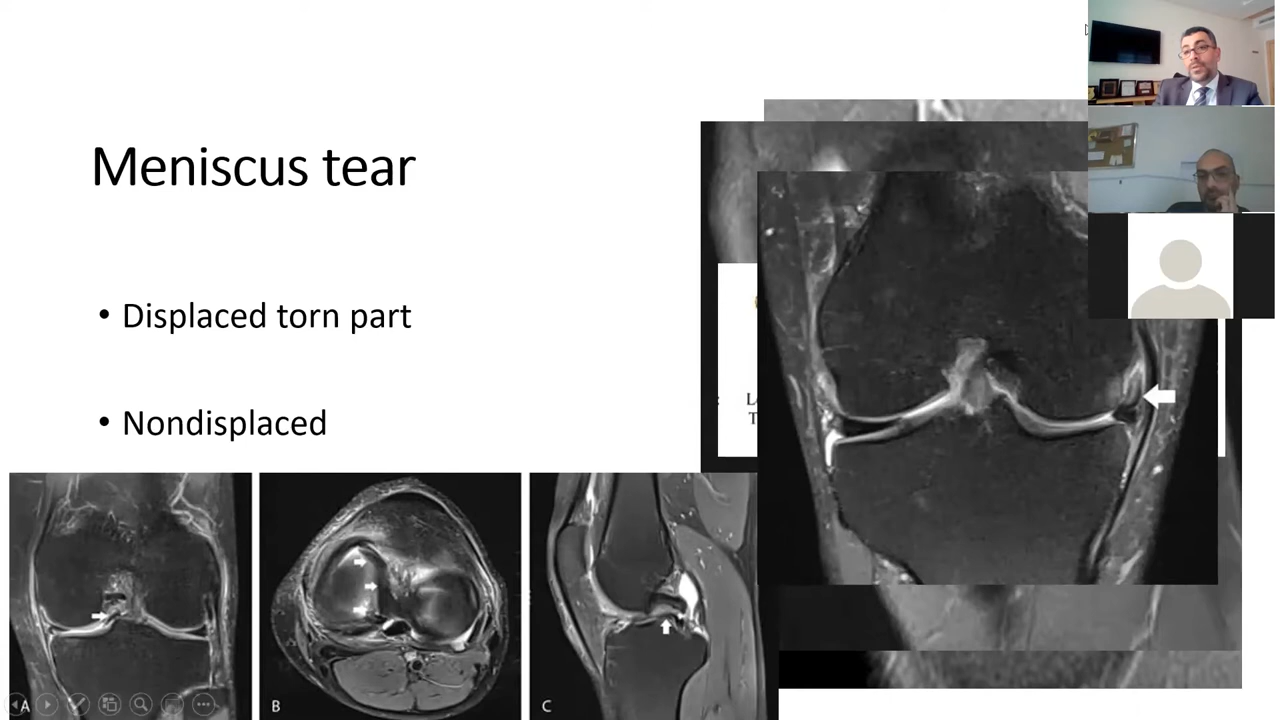 Meniscus tear
• Displaced torn part
• Nondisplaced
A
B
C